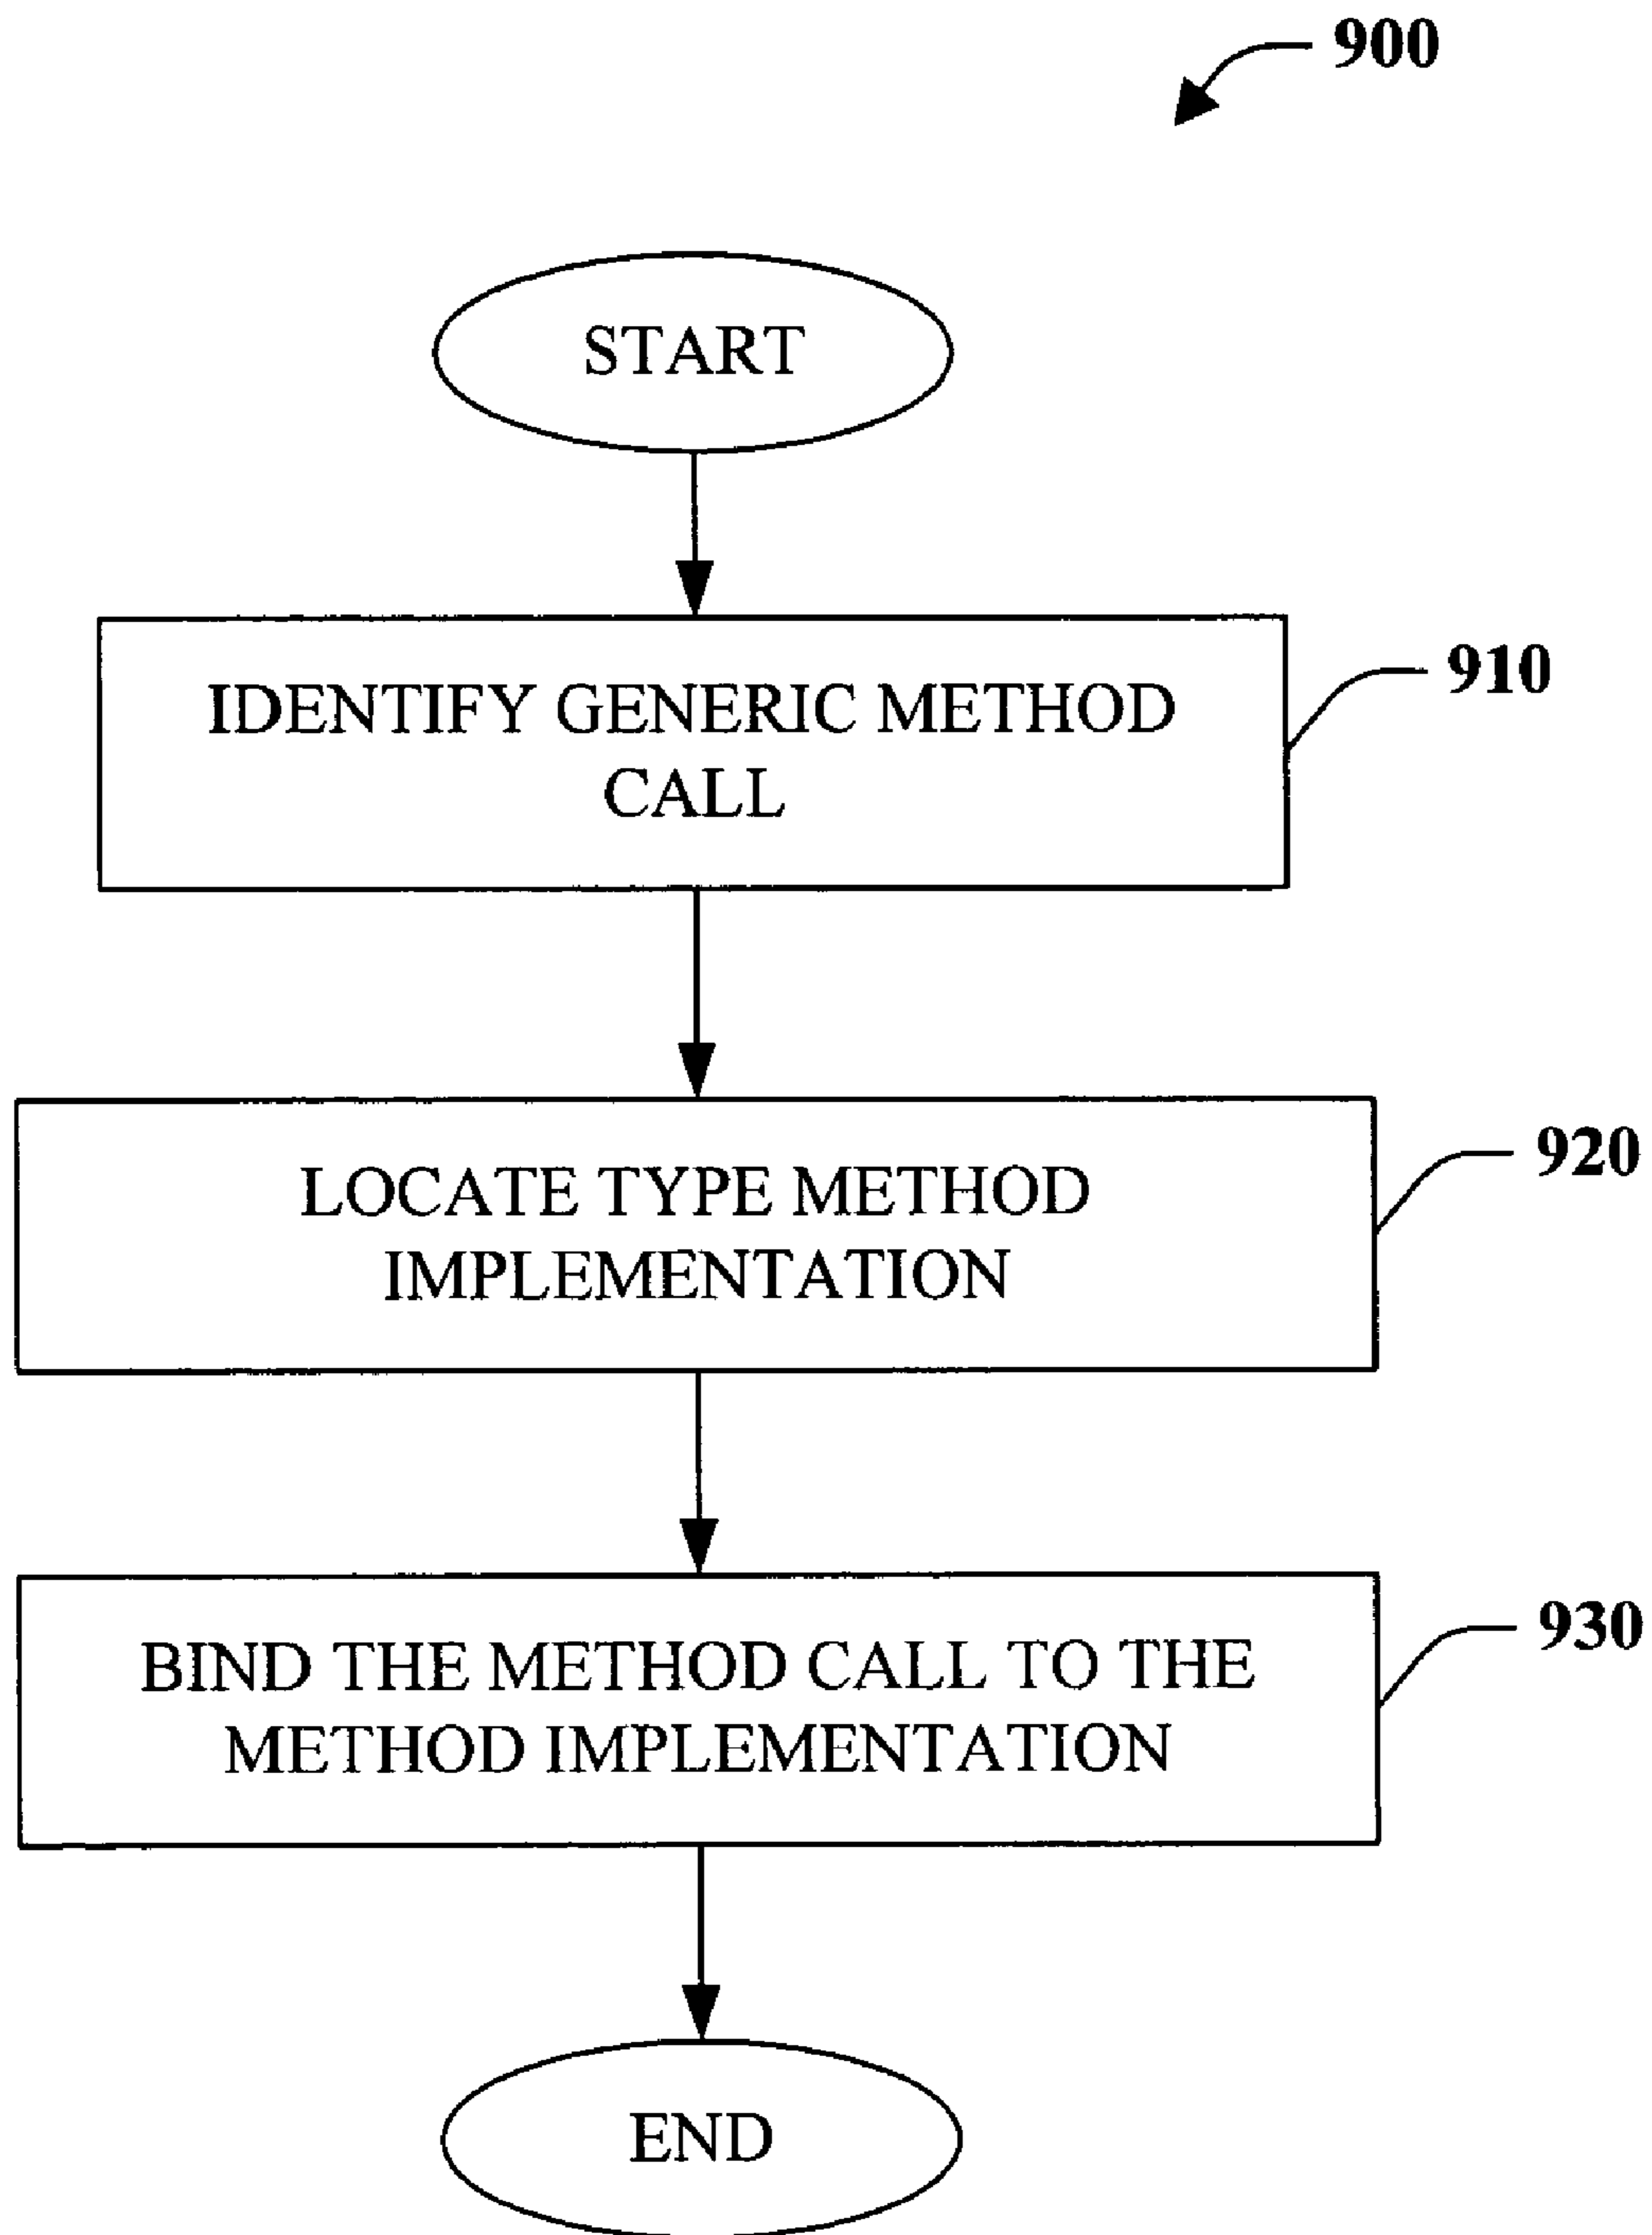 900
START
IDENTIFY GENERIC METHOD
CALL
910
LOCATE TYPE METHOD
IMPLEMENTATION
920
BIND THE METHOD CALL TO THE
METHOD IMPLEMENTATION
930
END